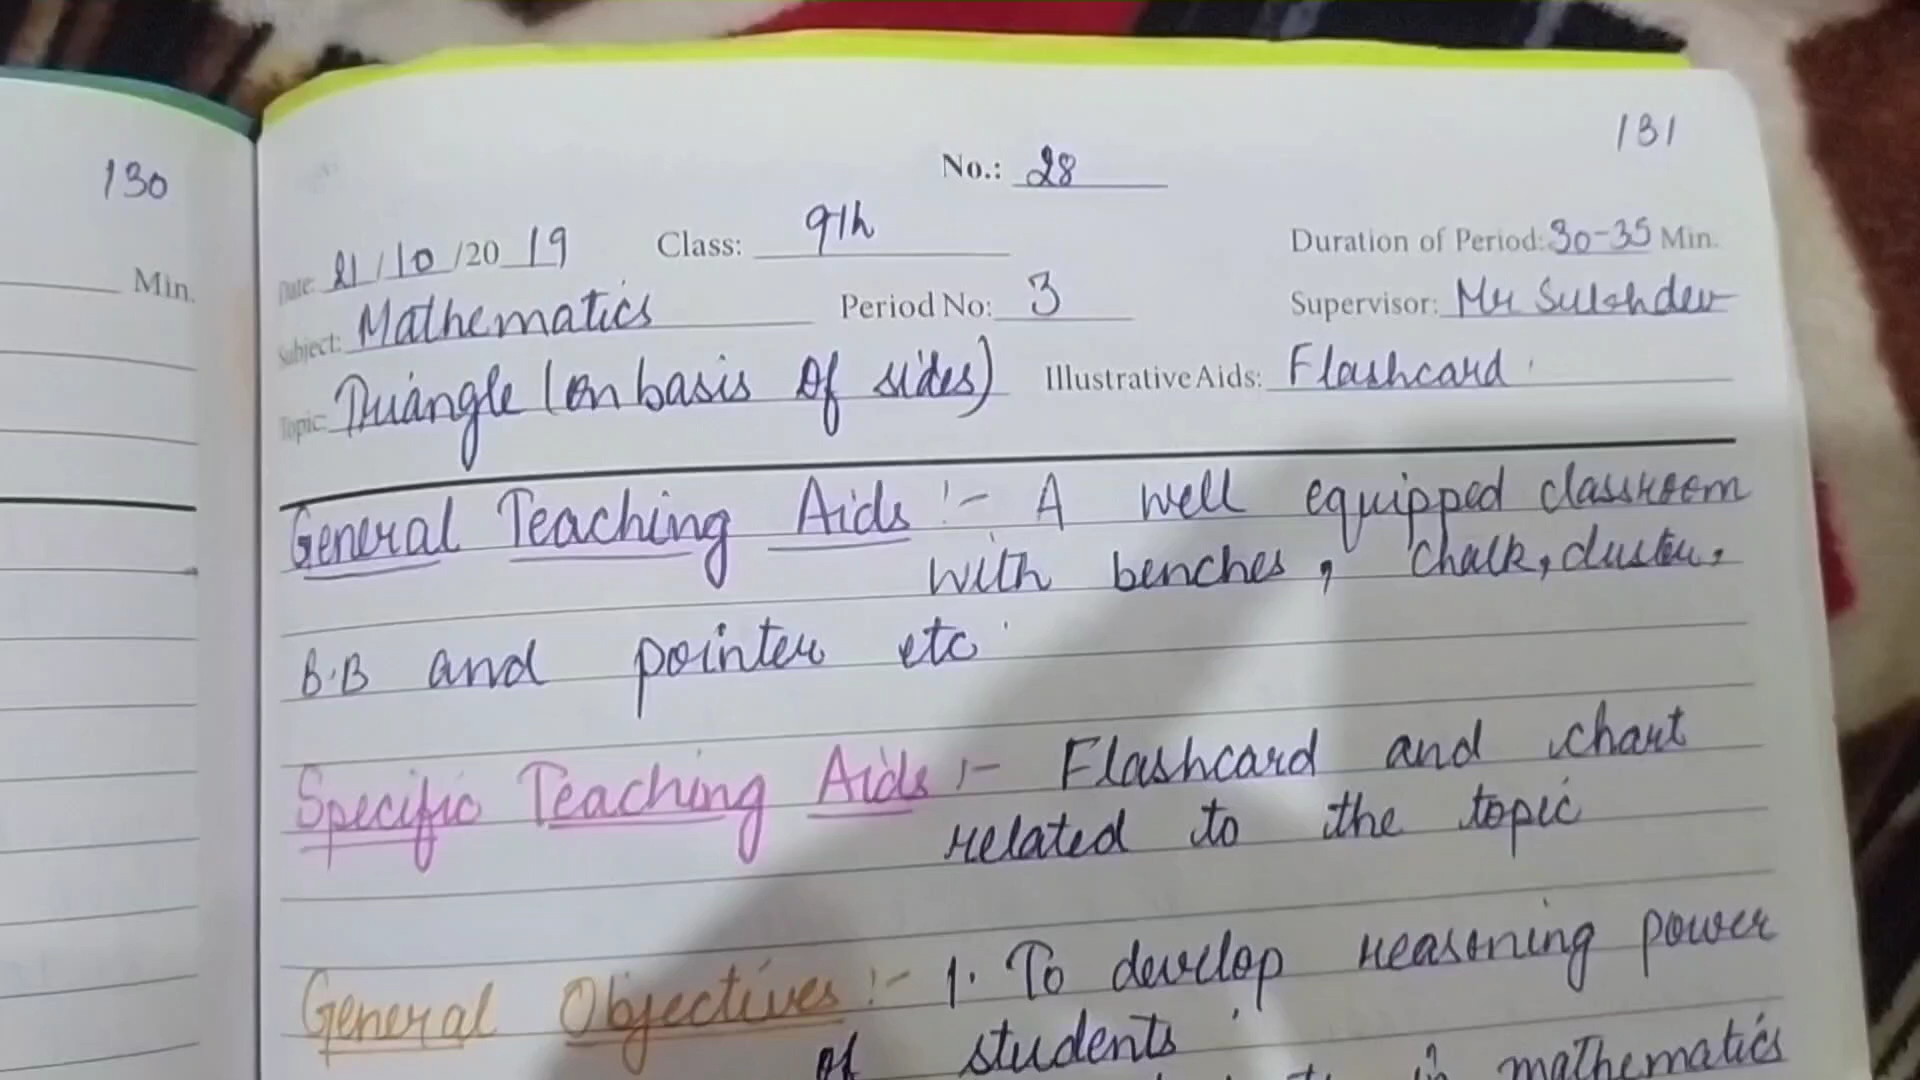 130
Min.
131
No.: 28
Date: 21/10/2019 Class: 9th Duration of Period: 30-35 Min.
Subject: Mathematics Period No: 3 Supervisor: Mr Sukhdev
Topic: Triangle (on basis of sides) Illustrative Aids: Flashcard.
General Teaching Aids :- A well equipped classroom
with benches, chalk, duster,
B.B and pointer etc.
Specific Teaching Aids :- Flashcard and chart
related to the topic
General Objectives :- 1. To develop reasoning power
of students.
in mathematics